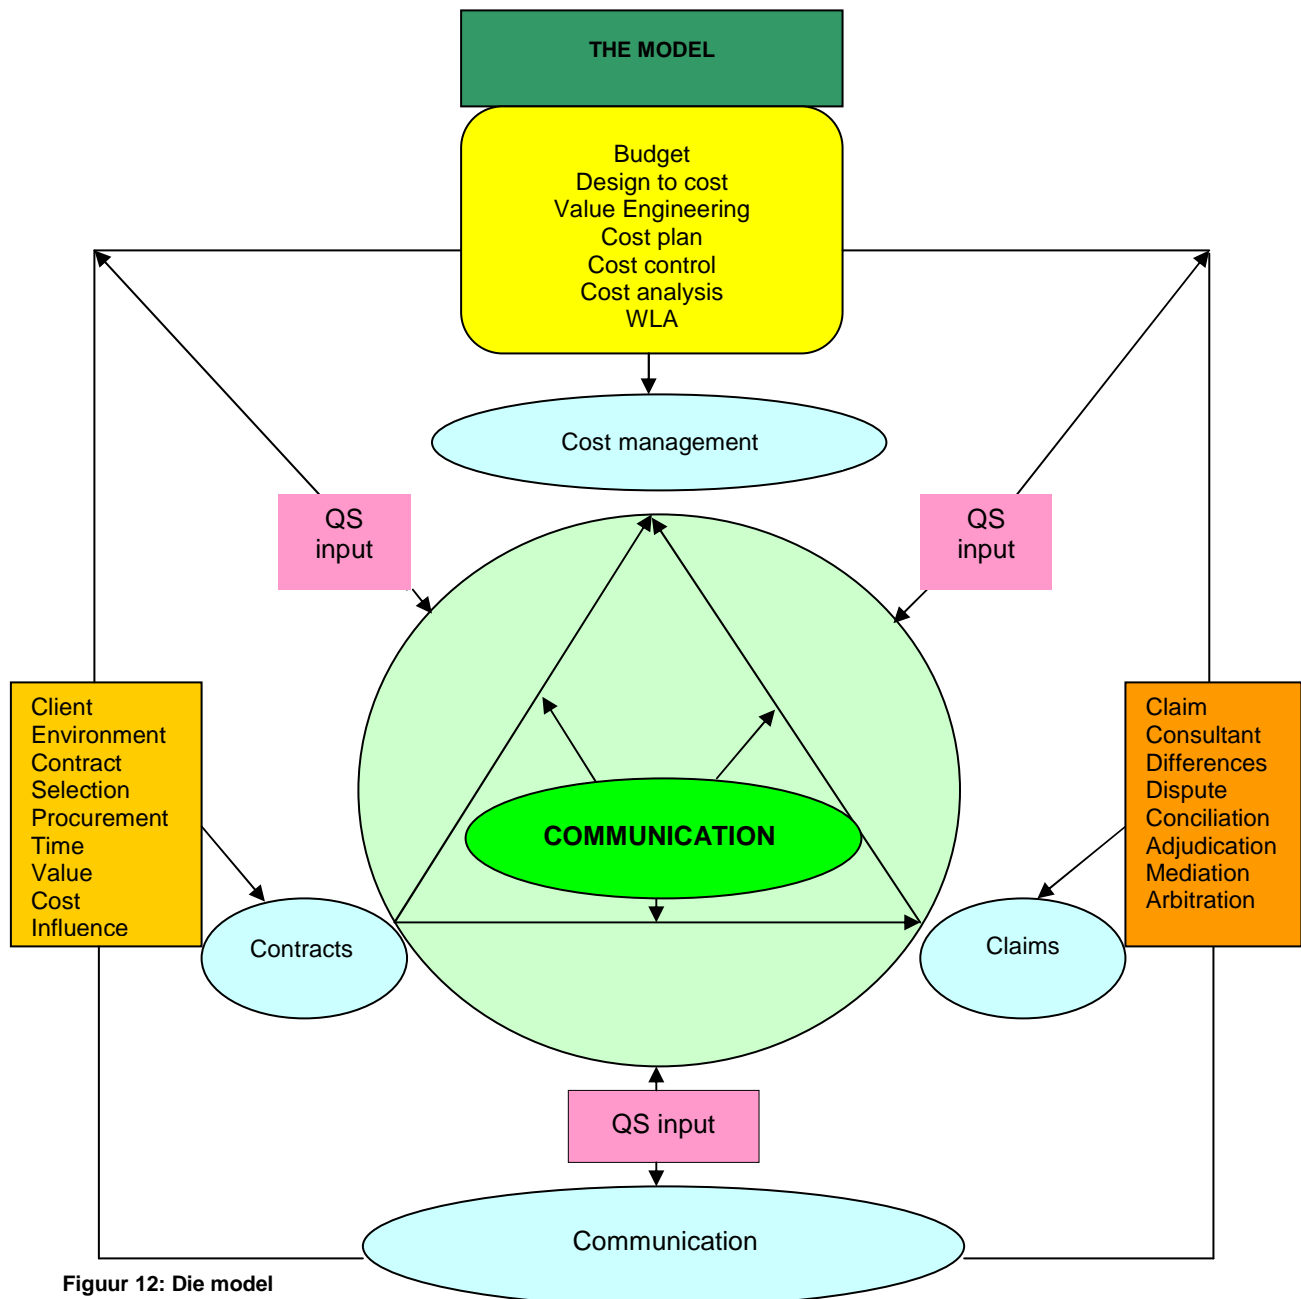 THE MODEL
Budget
Design to cost
Value Engineering
Cost plan
Cost control
Cost analysis
WLA
Cost management
QS
input
QS
input
Client
Environment
Contract
Selection
Procurement
Time
Value
Cost
Influence
Claim
Consultant
Differences
Dispute
Conciliation
Adjudication
Mediation
Arbitration
COMMUNICATION
Contracts
Claims
QS input
Communication
Figuur 12: Die model